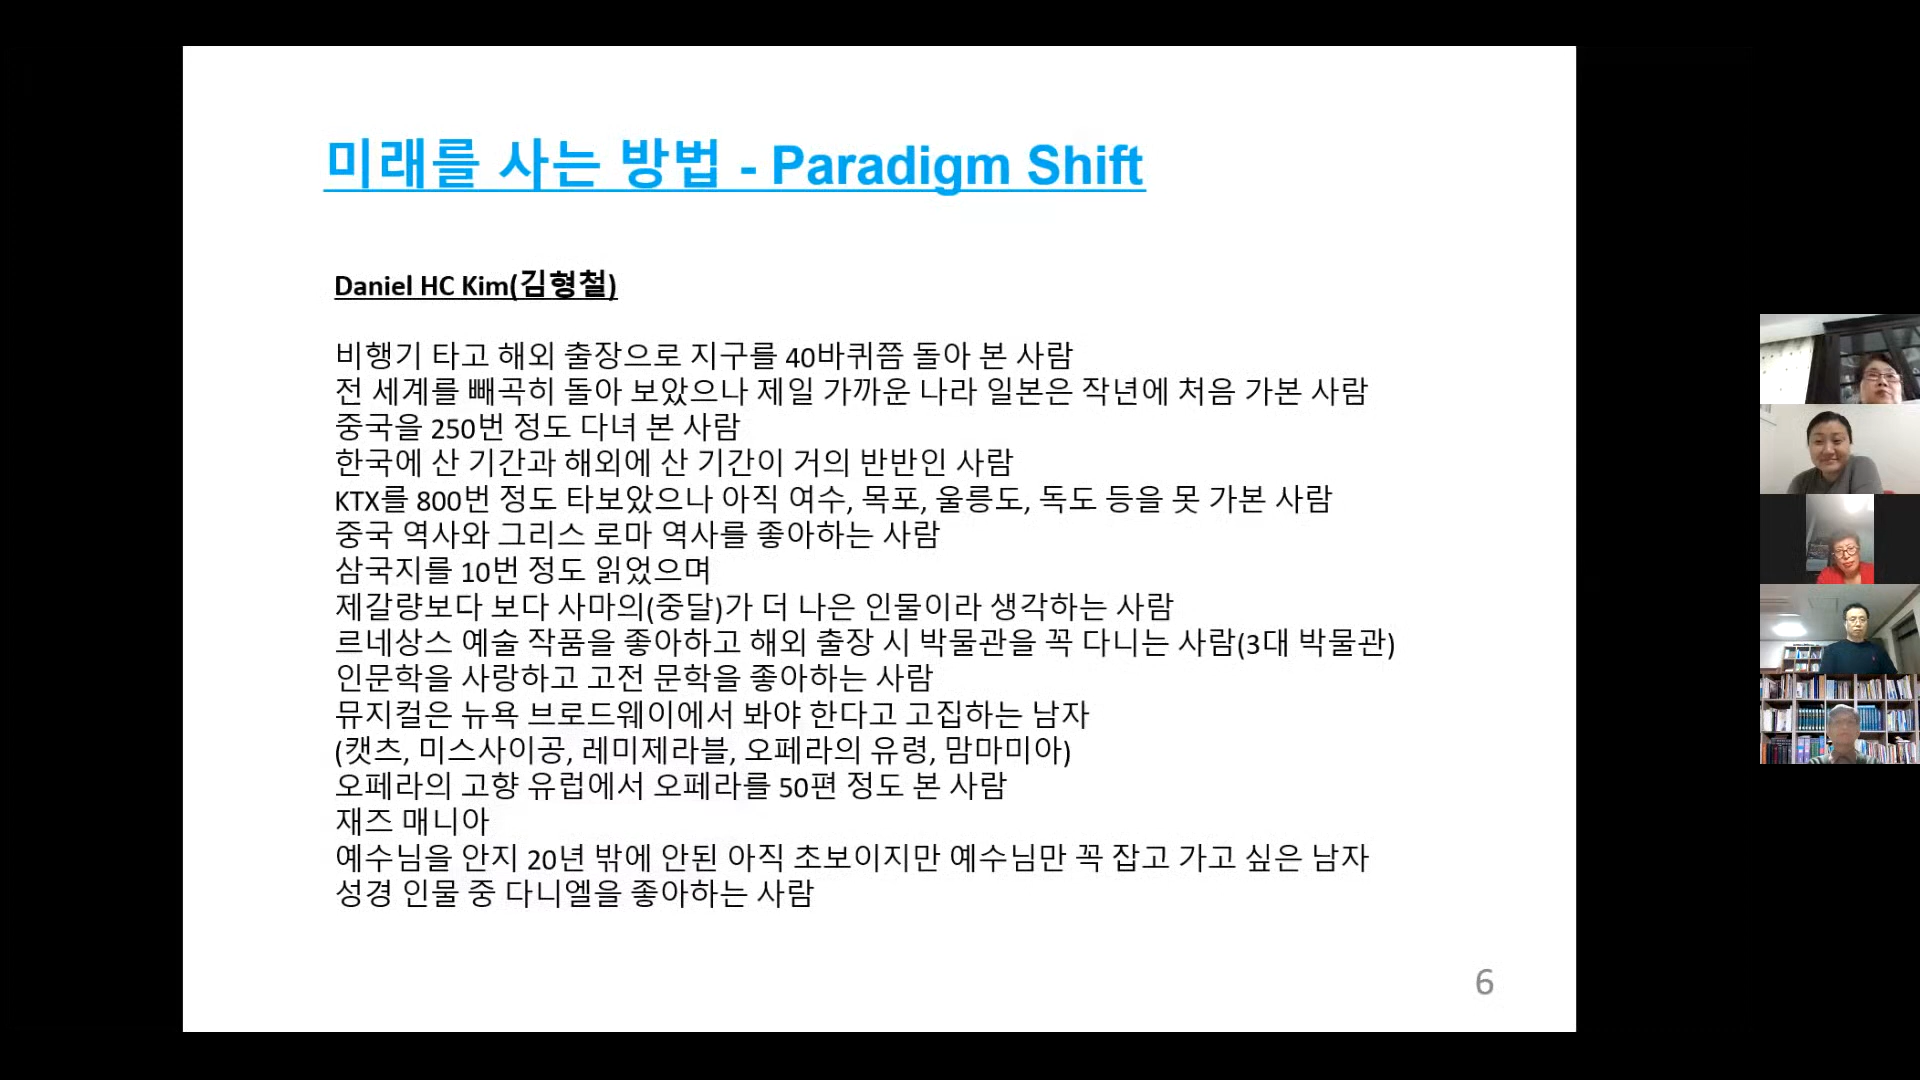 미래를 사는 방법 - Paradigm Shift
Daniel HC Kim(김형철)
비행기 타고 해외 출장으로 지구를 40바퀴쯤 돌아 본 사람
전 세계를 빼곡히 돌아 보았으나 제일 가까운 나라 일본은 작년에 처음 가본 사람
중국을 250번 정도 다녀 본 사람
한국에 산 기간과 해외에 산 기간이 거의 반반인 사람
KTX를 800번 정도 타보았으나 아직 여수, 목포, 울릉도, 독도 등을 못 가본 사람
중국 역사와 그리스 로마 역사를 좋아하는 사람
삼국지를 10번 정도 읽었으며
제갈량보다 보다 사마의(중달)가 더 나은 인물이라 생각하는 사람
르네상스 예술 작품을 좋아하고 해외 출장 시 박물관을 꼭 다니는 사람(3대 박물관)
인문학을 사랑하고 고전 문학을 좋아하는 사람
뮤지컬은 뉴욕 브로드웨이에서 봐야 한다고 고집하는 남자
(캣츠, 미스사이공, 레미제라블, 오페라의 유령, 맘마미아)
오페라의 고향 유럽에서 오페라를 50편 정도 본 사람
재즈 매니아
예수님을 안지 20년 밖에 안된 아직 초보이지만 예수님만 꼭 잡고 가고 싶은 남자
성경 인물 중 다니엘을 좋아하는 사람
6